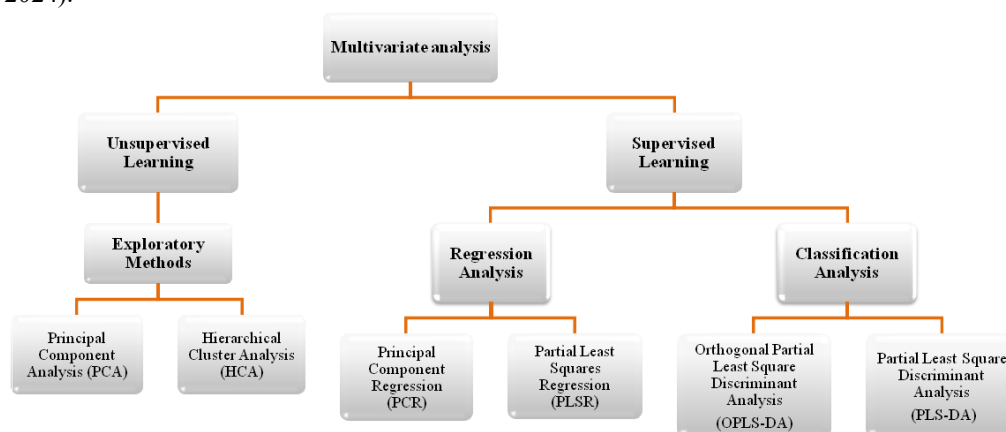 2024).
Multivariate analysis
Unsupervised
Learning
Supervised
Learning
Exploratory
Methods
Regression
Analysis
Classification
Analysis
Principal
Component
Analysis (PCA)
Hierarchical
Cluster Analysis
(HCA)
Principal
Component
Regression
(PCR)
Partial Least
Squares
Regression
(PLSR)
Orthogonal Partial
Least Square
Discriminant
Analysis
(OPLS-DA)
Partial Least Square
Discriminant
Analysis
(PLS-DA)